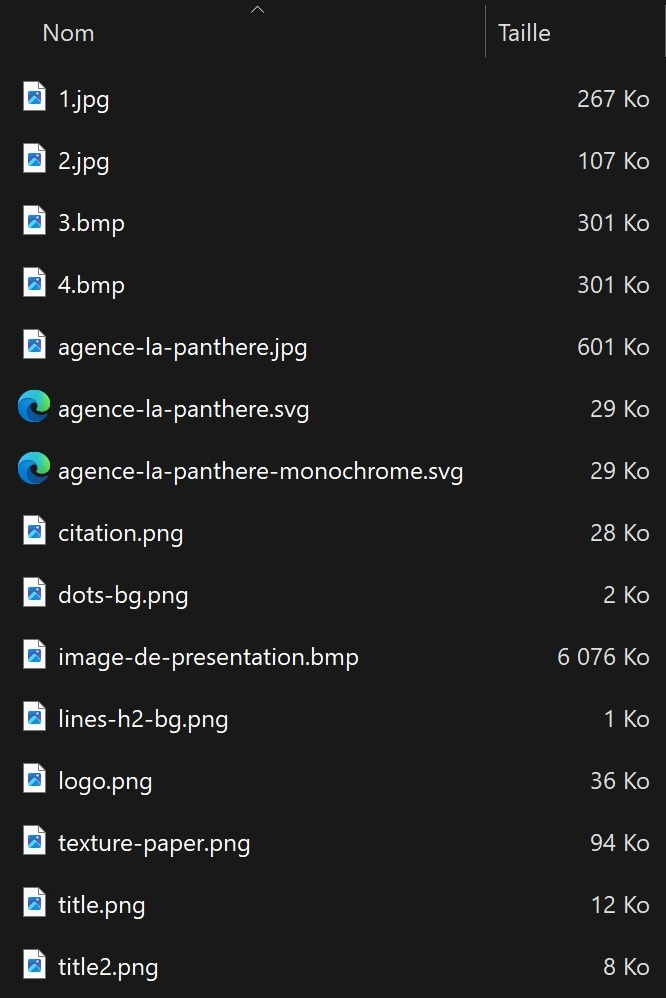 Nom Taille
1.jpg 267 Ko
2.jpg 107 Ko
3.bmp 301 Ko
4.bmp 301 Ko
agence-la-panthere.jpg 601 Ko
agence-la-panthere.svg 29 Ko
agence-la-panthere-monochrome.svg 29 Ko
citation.png 28 Ko
dots-bg.png 2 Ko
image-de-presentation.bmp 6 076 Ko
lines-h2-bg.png 1 Ko
logo.png 36 Ko
texture-paper.png 94 Ko
title.png 12 Ko
title2.png 8 Ko